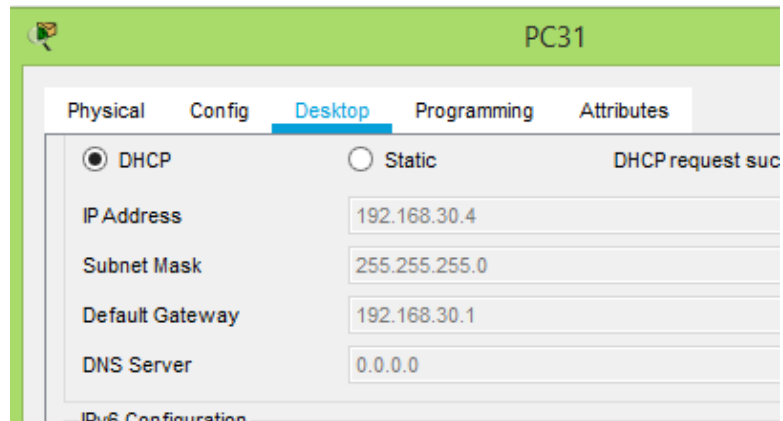 PC31
Physical Config Desktop Programming Attributes
DHCP Static DHCP request suc
IP Address 192.168.30.4
Subnet Mask 255.255.255.0
Default Gateway 192.168.30.1
DNS Server 0.0.0.0
IPv6 Configuration